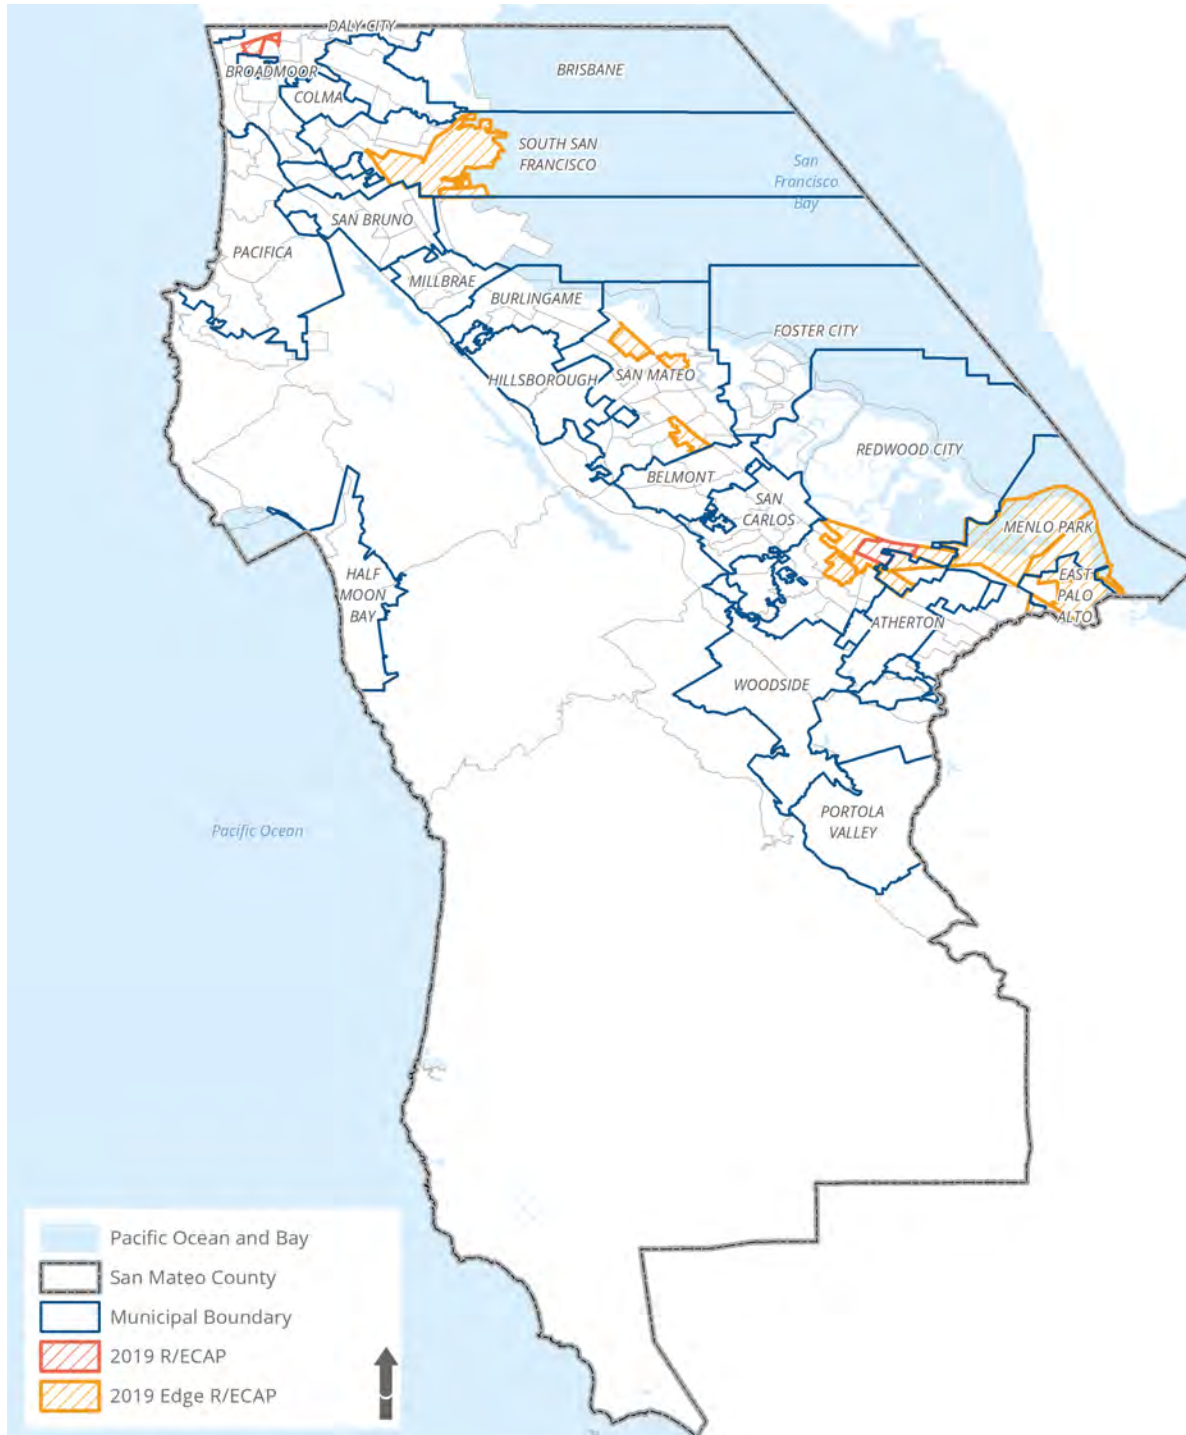 DALY CITY
BROADMOOR
BRISBANE
COLMA
SOUTH SAN
FRANCISCO
San
Francisco
Bay
SAN BRUNO
PACIFICA
MILLBRAE
BURLINGAME
FOSTER CITY
HILLSBOROUGH
SAN MATEO
REDWOOD CITY
BELMONT
SAN
CARLOS
MENLO PARK
HALF
MOON
BAY
EAST
PALO
ALTO
ATHERTON
WOODSIDE
PORTOLA
VALLEY
Pacific Ocean
Pacific Ocean and Bay
San Mateo County
Municipal Boundary
2019 R/ECAP
2019 Edge R/ECAP